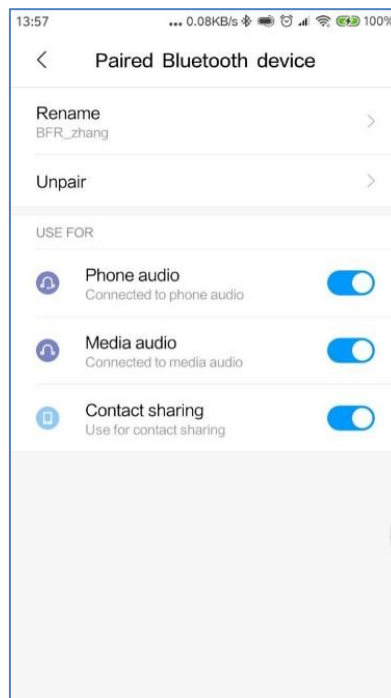 13:57 ... 0.08KB/s 100%
Paired Bluetooth device
Rename
BFR_zhang
Unpair
USE FOR
Phone audio
Connected to phone audio
Media audio
Connected to media audio
Contact sharing
Use for contact sharing